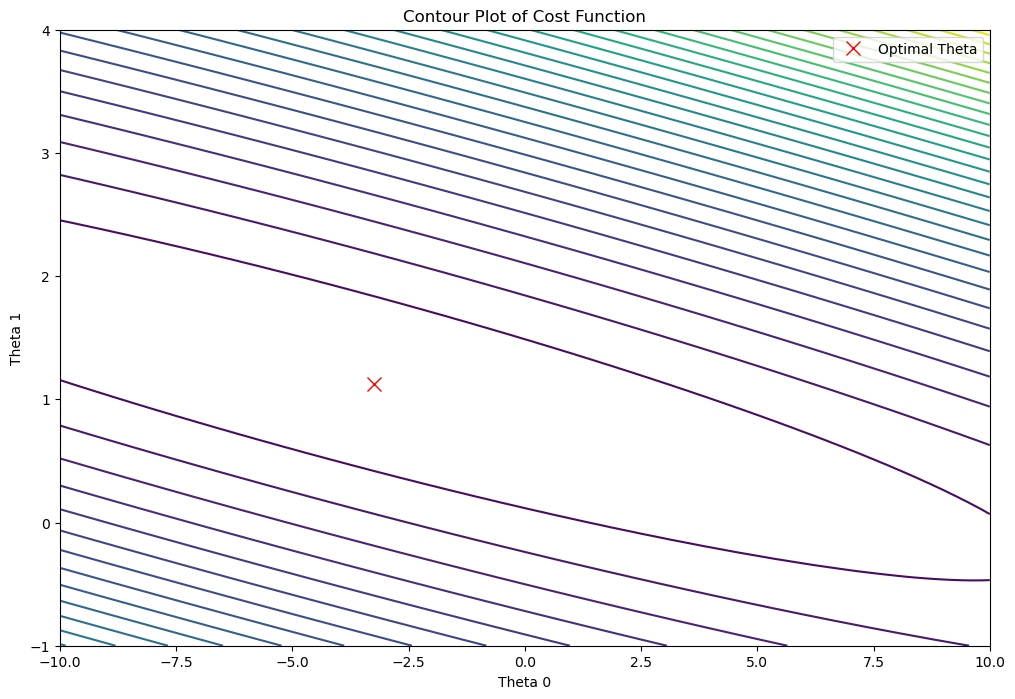 Contour Plot of Cost Function
Optimal Theta
4
3
2
1
0
−1
Theta 1
−10.0 −7.5 −5.0 −2.5 0.0 2.5 5.0 7.5 10.0
Theta 0